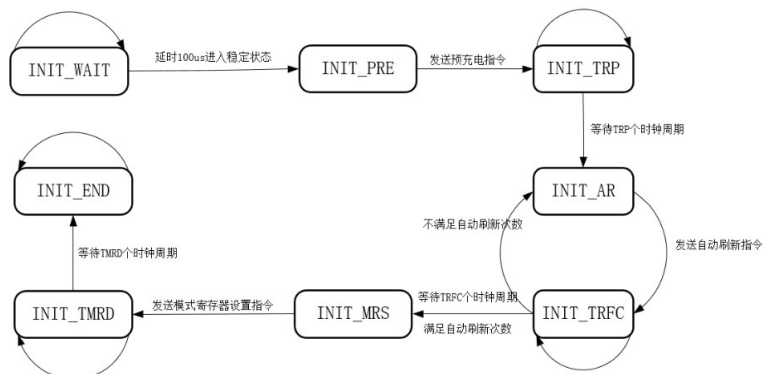 延时100us进入稳定状态
INIT_WAIT
INIT_PRE
发送预充电指令
INIT_TRP
等待TRP个时钟周期
INIT_END
INIT_AR
不满足自动刷新次数
发送自动刷新指令
等待TMRD个时钟周期
INIT_TMRD
发送模式寄存器设置指令
INIT_MRS
等待TRFC个时钟周期
满足自动刷新次数
INIT_TRFC